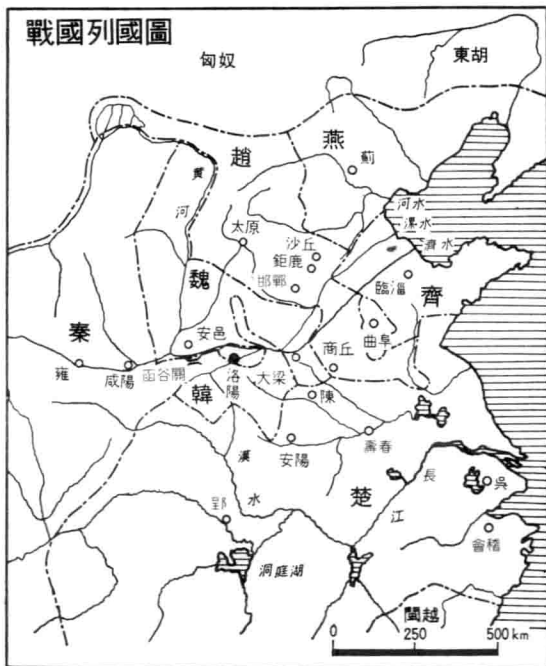 戰國列國圖
匈奴
東胡
燕
薊
趙
黃
河
河水
漯水
濟水
太原
沙丘
鉅鹿
邯鄲
臨淄
齊
魏
曲阜
秦
安邑
商丘
雍
咸陽
函谷關
韓
洛陽
大梁
陳
壽春
安陽
漢
水
楚
長
江
吳
郢
會稽
洞庭湖
閩越
0 250 500km